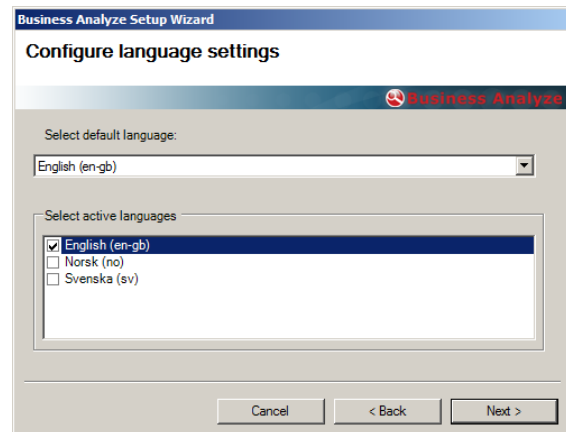 Business Analyze Setup Wizard
Configure language settings
Business Analyze
Select default language:
English (en-gb)
Select active languages
English (en-gb)
Norsk (no)
Svenska (sv)
Cancel
< Back
Next >